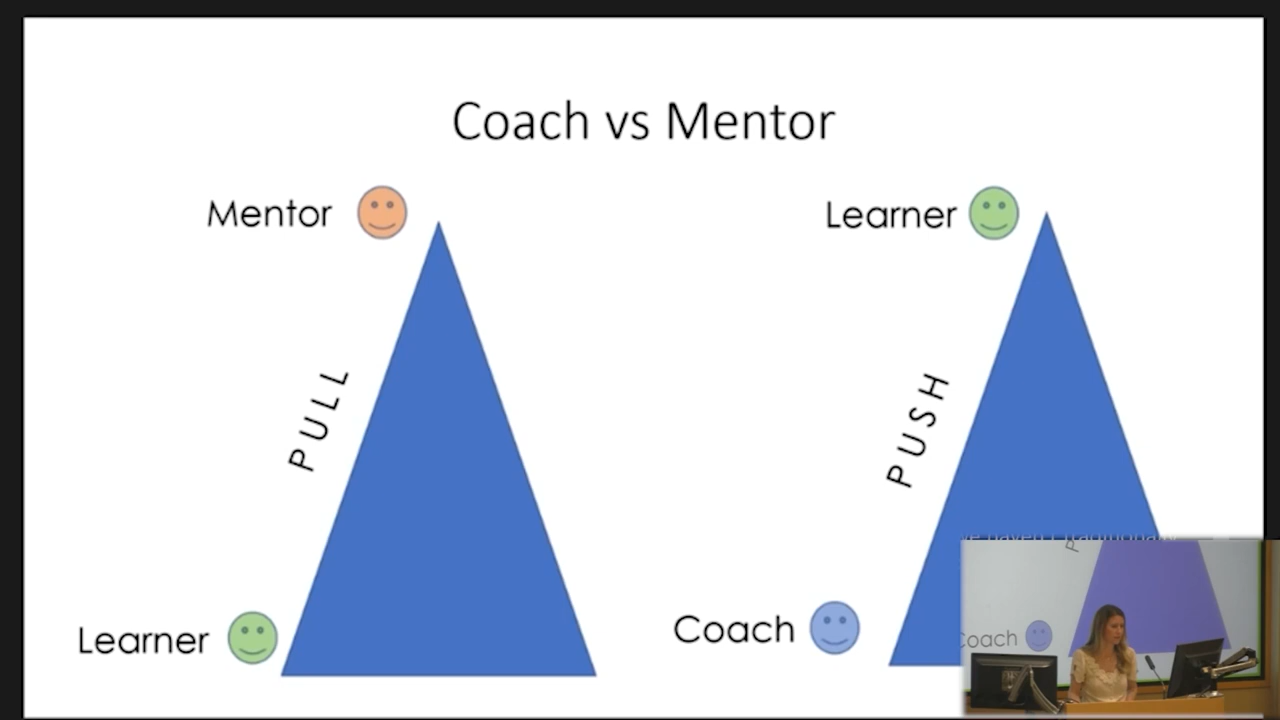 Coach vs Mentor
Mentor
Learner
PULL
PUSH
Learner
Coach
Coach